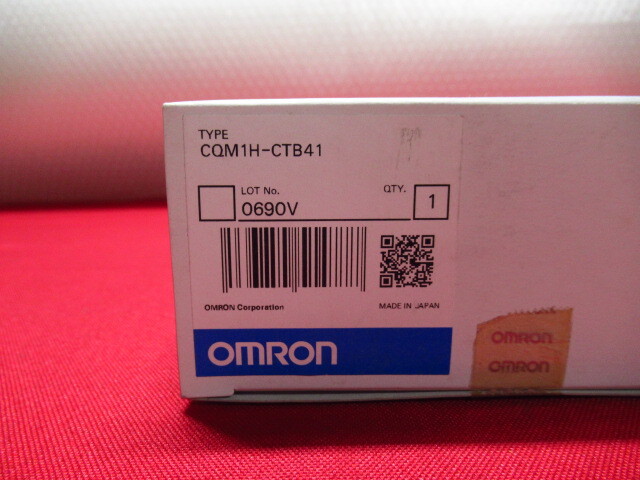 TYPE
CQM1H-CTB41
LOT No.
QTY.
0690V
1
OMRON Corporation
MADE IN JAPAN
OMRON
OMRON
OMRON